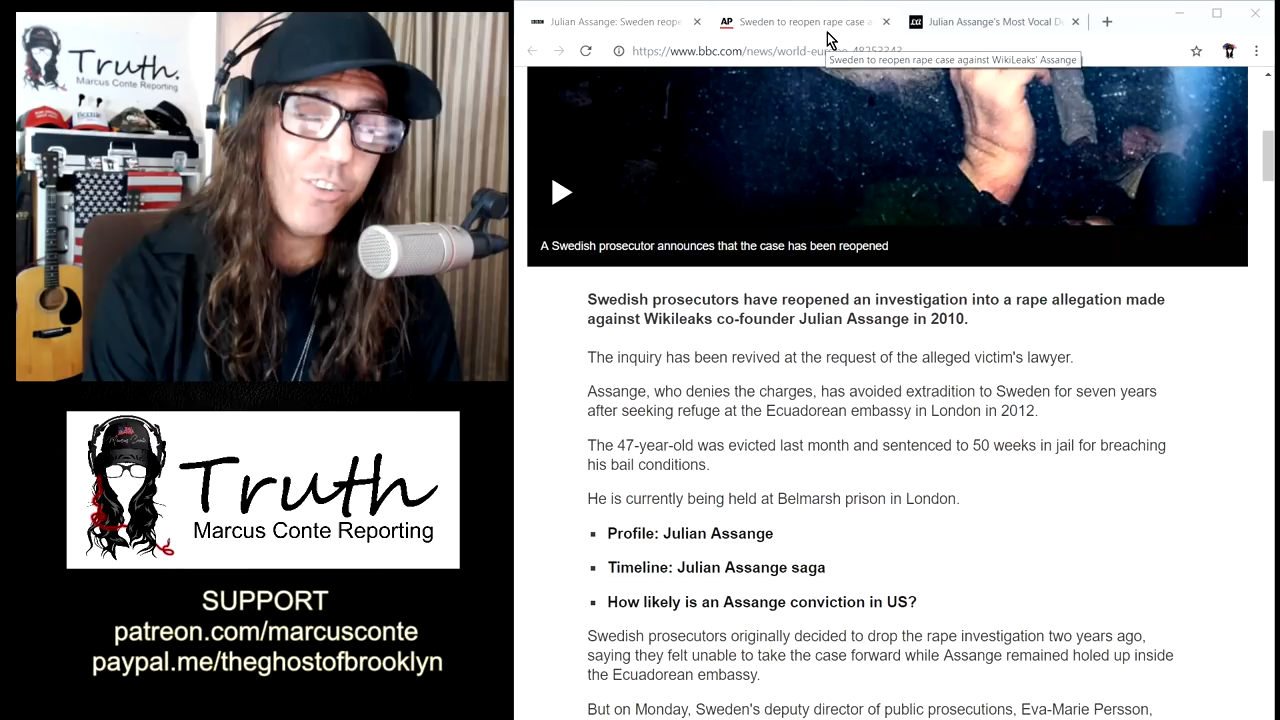 Truth.
Marcus Conte Reporting
Truth
Marcus Conte Reporting
SUPPORT
patreon.com/marcusconte
paypal.me/theghostofbrooklyn
BBC Julian Assange: Sweden reope
AP Sweden to reopen rape case a
Julian Assange's Most Vocal D
https://www.bbc.com/news/world-europe-48253343
Sweden to reopen rape case against WikiLeaks' Assange
A Swedish prosecutor announces that the case has been reopened
Swedish prosecutors have reopened an investigation into a rape allegation made
against Wikileaks co-founder Julian Assange in 2010.
The inquiry has been revived at the request of the alleged victim's lawyer.
Assange, who denies the charges, has avoided extradition to Sweden for seven years
after seeking refuge at the Ecuadorean embassy in London in 2012.
The 47-year-old was evicted last month and sentenced to 50 weeks in jail for breaching
his bail conditions.
He is currently being held at Belmarsh prison in London.
Profile: Julian Assange
Timeline: Julian Assange saga
How likely is an Assange conviction in US?
Swedish prosecutors originally decided to drop the rape investigation two years ago,
saying they felt unable to take the case forward while Assange remained holed up inside
the Ecuadorean embassy.
But on Monday, Sweden's deputy director of public prosecutions, Eva-Marie Persson,